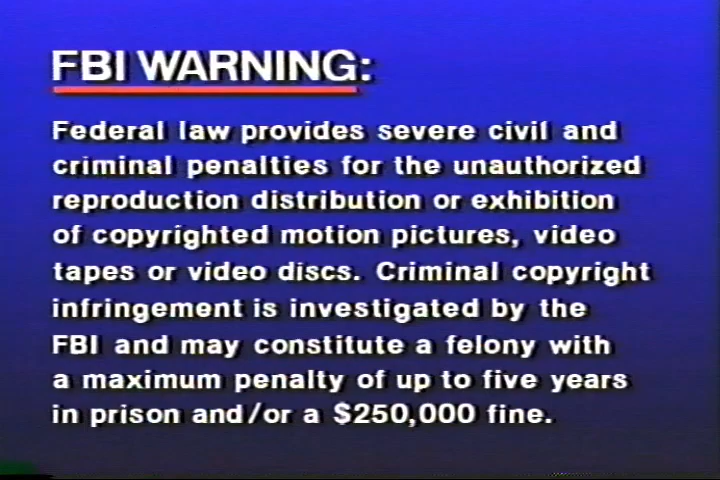 FBI WARNING:
Federal law provides severe civil and
criminal penalties for the unauthorized
reproduction distribution or exhibition
of copyrighted motion pictures, video
tapes or video discs. Criminal copyright
infringement is investigated by the
FBI and may constitute a felony with
a maximum penalty of up to five years
in prison and/or a $250,000 fine.